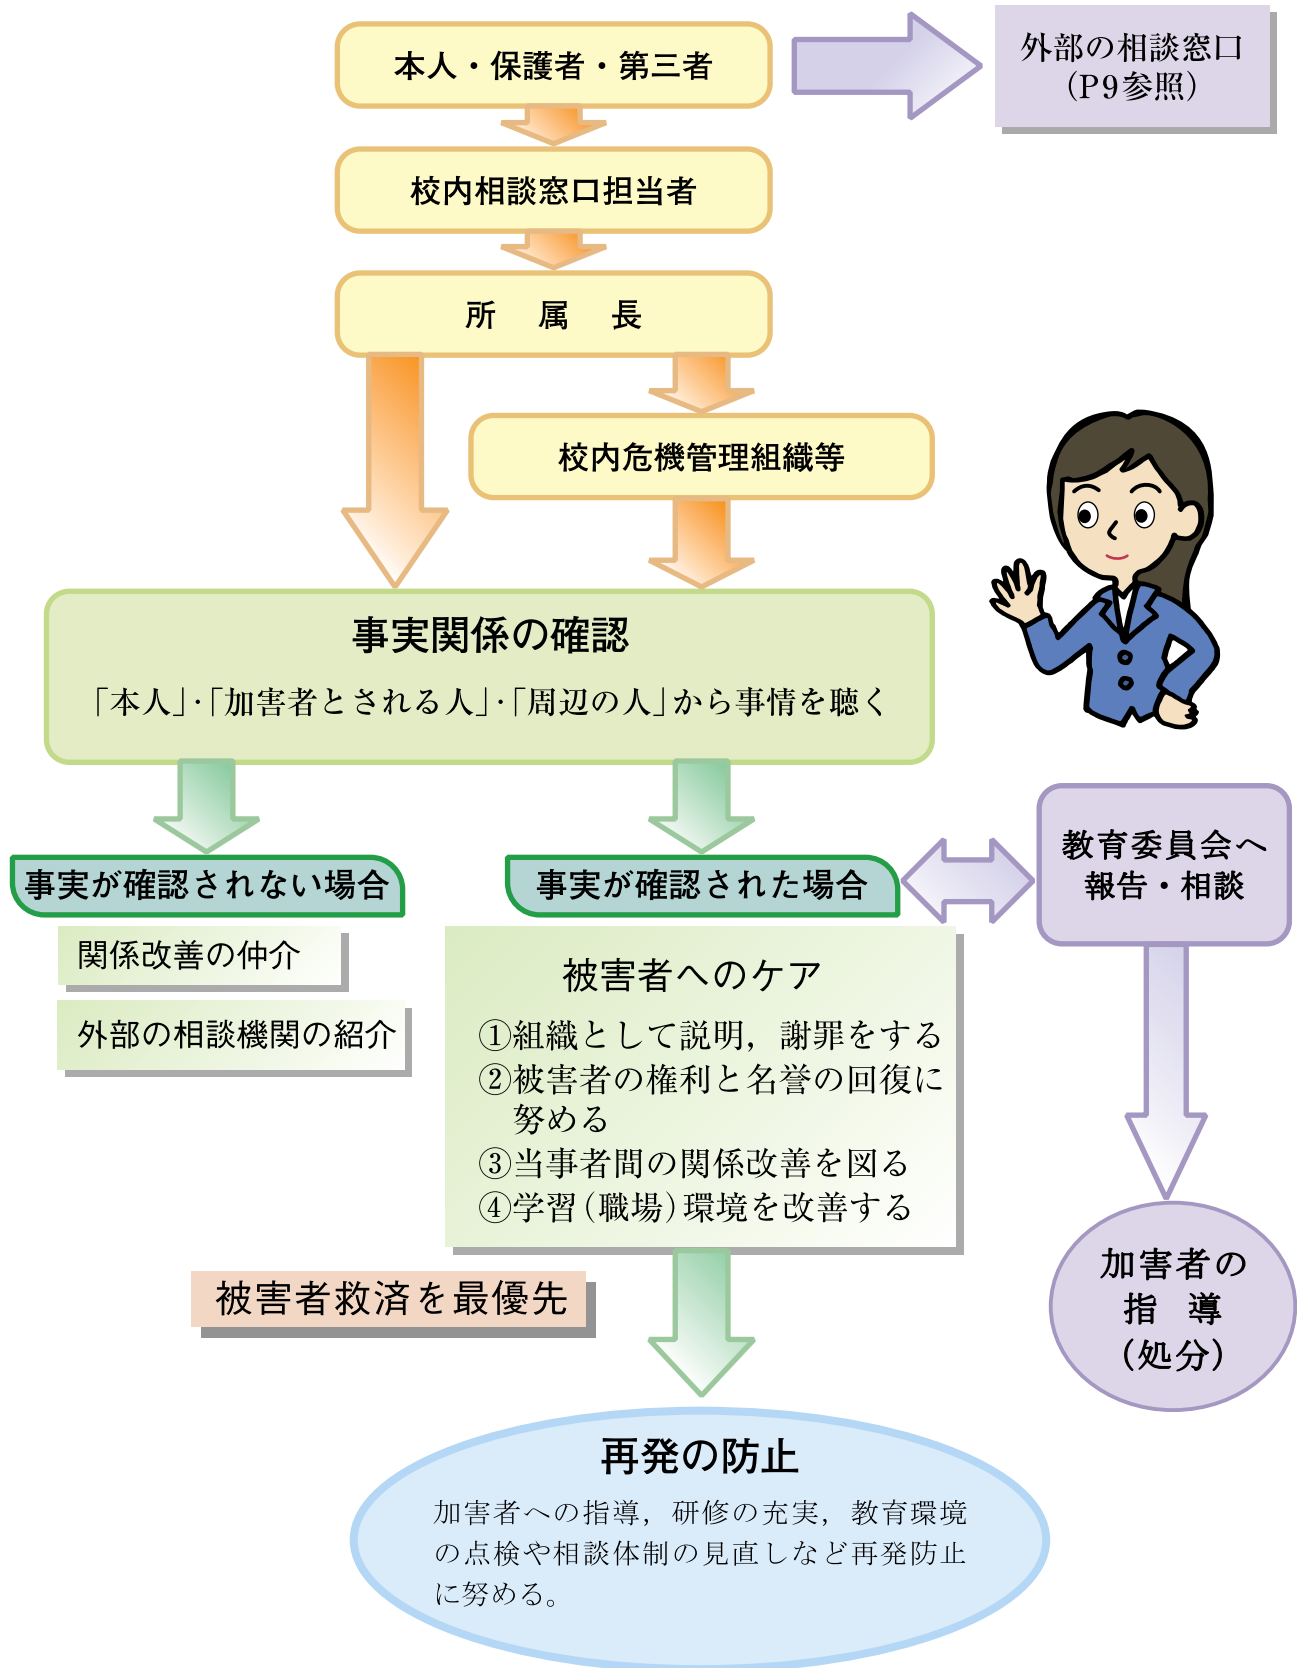 本人・保護者・第三者
外部の相談窓口
（P9参照）
校内相談窓口担当者
所　属　長
校内危機管理組織等
事実関係の確認
「本人」・「加害者とされる人」・「周辺の人」から事情を聴く
事実が確認されない場合
関係改善の仲介
外部の相談機関の紹介
事実が確認された場合
教育委員会へ
報告・相談
被害者へのケア
①組織として説明，謝罪をする
②被害者の権利と名誉の回復に
努める
③当事者間の関係改善を図る
④学習（職場）環境を改善する
被害者救済を最優先
加害者の
指　導
（処分）
再発の防止
加害者への指導，研修の充実，教育環境
の点検や相談体制の見直しなど再発防止
に努める。